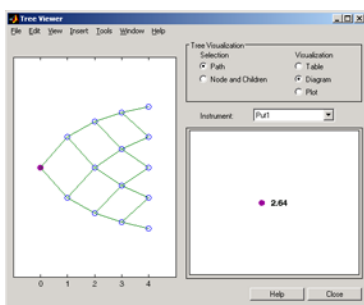 Tree Viewer
File Edit View Insert Tools Window Help
Tree Visualization
Selection
Visualization
Path
Table
Node and Children
Diagram
Plot
Instrument:
Put1
2.64
0 1 2 3 4
Help
Close